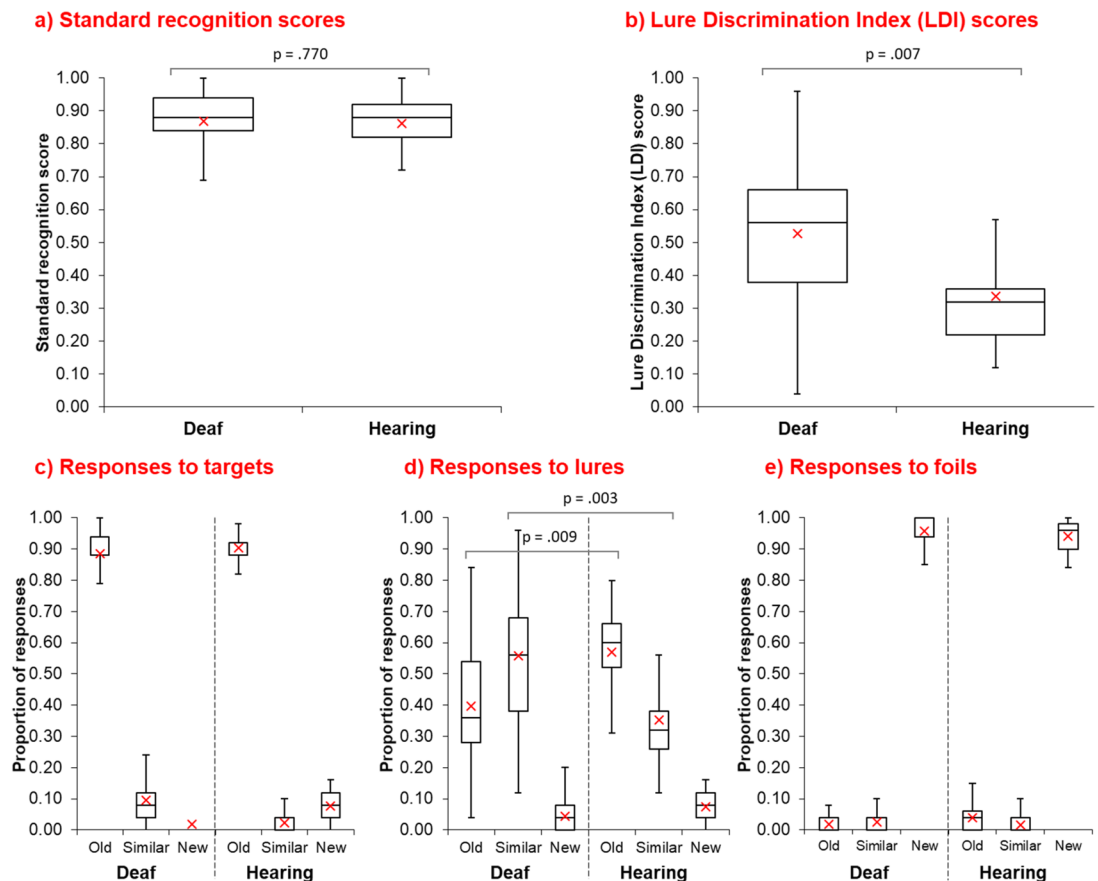 a) Standard recognition scores
p = .770
Standard recognition score
1.00
0.90
0.80
0.70
0.60
0.50
0.40
0.30
0.20
0.10
0.00
Deaf Hearing
b) Lure Discrimination Index (LDI) scores
p = .007
Lure Discrimination Index (LDI) score
1.00
0.90
0.80
0.70
0.60
0.50
0.40
0.30
0.20
0.10
0.00
Deaf Hearing
c) Responses to targets
Proportion of responses
1.00
0.90
0.80
0.70
0.60
0.50
0.40
0.30
0.20
0.10
0.00
Old Similar New Old Similar New
Deaf Hearing
d) Responses to lures
p = .003
p = .009
Proportion of responses
1.00
0.90
0.80
0.70
0.60
0.50
0.40
0.30
0.20
0.10
0.00
Old Similar New Old Similar New
Deaf Hearing
e) Responses to foils
Proportion of responses
1.00
0.90
0.80
0.70
0.60
0.50
0.40
0.30
0.20
0.10
0.00
Old Similar New Old Similar New
Deaf Hearing